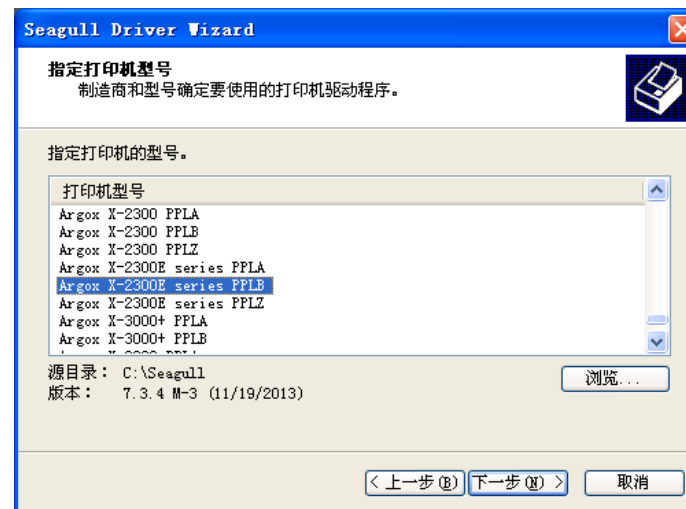 Seagull Driver Wizard
指定打印机型号
制造商和型号确定要使用的打印机驱动程序。
指定打印机的型号。
打印机型号
Argox X-2300 PPLA
Argox X-2300 PPLB
Argox X-2300 PPLZ
Argox X-2300E series PPLA
Argox X-2300E series PPLB
Argox X-2300E series PPLZ
Argox X-3000+ PPLA
Argox X-3000+ PPLB
源目录： C:\Seagull
浏览...
版本： 7.3.4 M-3 (11/19/2013)
< 上一步(B) 下一步(N) > 取消